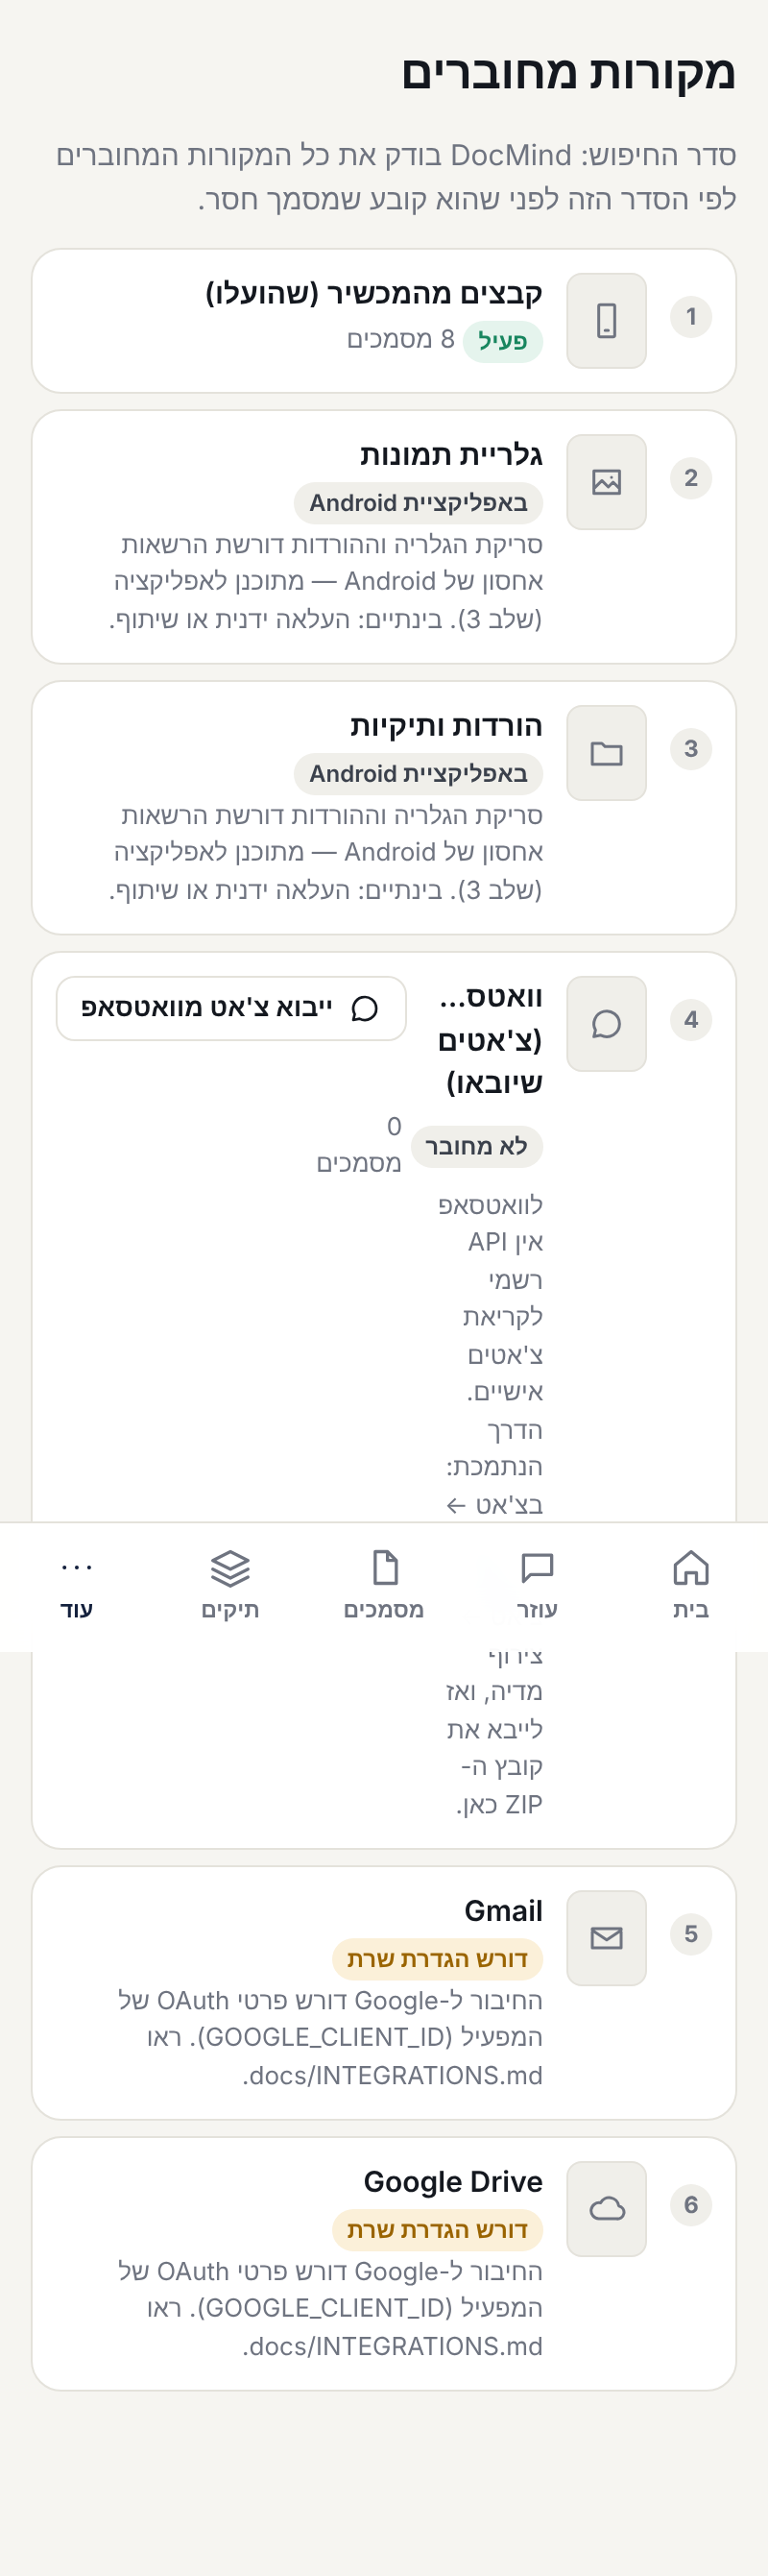 מקורות מחוברים
סדר החיפוש: DocMind בודק את כל המקורות המחוברים
לפי הסדר הזה לפני שהוא קובע שמסמך חסר.
1
קבצים מהמכשיר (שהועלו)
פעיל 8 מסמכים
2
גלריית תמונות
באפליקציית Android
סריקת הגלריה וההורדות דורשת הרשאות
אחסון של Android — מתוכנן לאפליקציה
(שלב 3). בינתיים: העלאה ידנית או שיתוף.
3
הורדות ותיקיות
באפליקציית Android
סריקת הגלריה וההורדות דורשת הרשאות
אחסון של Android — מתוכנן לאפליקציה
(שלב 3). בינתיים: העלאה ידנית או שיתוף.
4
וואטס...
(צ'אטים
שיובאו)
ייבוא צ'אט מוואטסאפ
לא מחובר
0
מסמכים
לוואטסאפ
אין API
רשמי
לקריאת
צ'אטים
אישיים.
הדרך
הנתמכת:
בצ'אט ←
בית
עוזר
מסמכים
תיקים
עוד
צירוף
מדיה, ואז
לייבא את
קובץ ה-
ZIP כאן.
5
Gmail
דורש הגדרת שרת
החיבור ל-Google דורש פרטי OAuth של
המפעיל (GOOGLE_CLIENT_ID). ראו
docs/INTEGRATIONS.md.
6
Google Drive
דורש הגדרת שרת
החיבור ל-Google דורש פרטי OAuth של
המפעיל (GOOGLE_CLIENT_ID). ראו
docs/INTEGRATIONS.md.